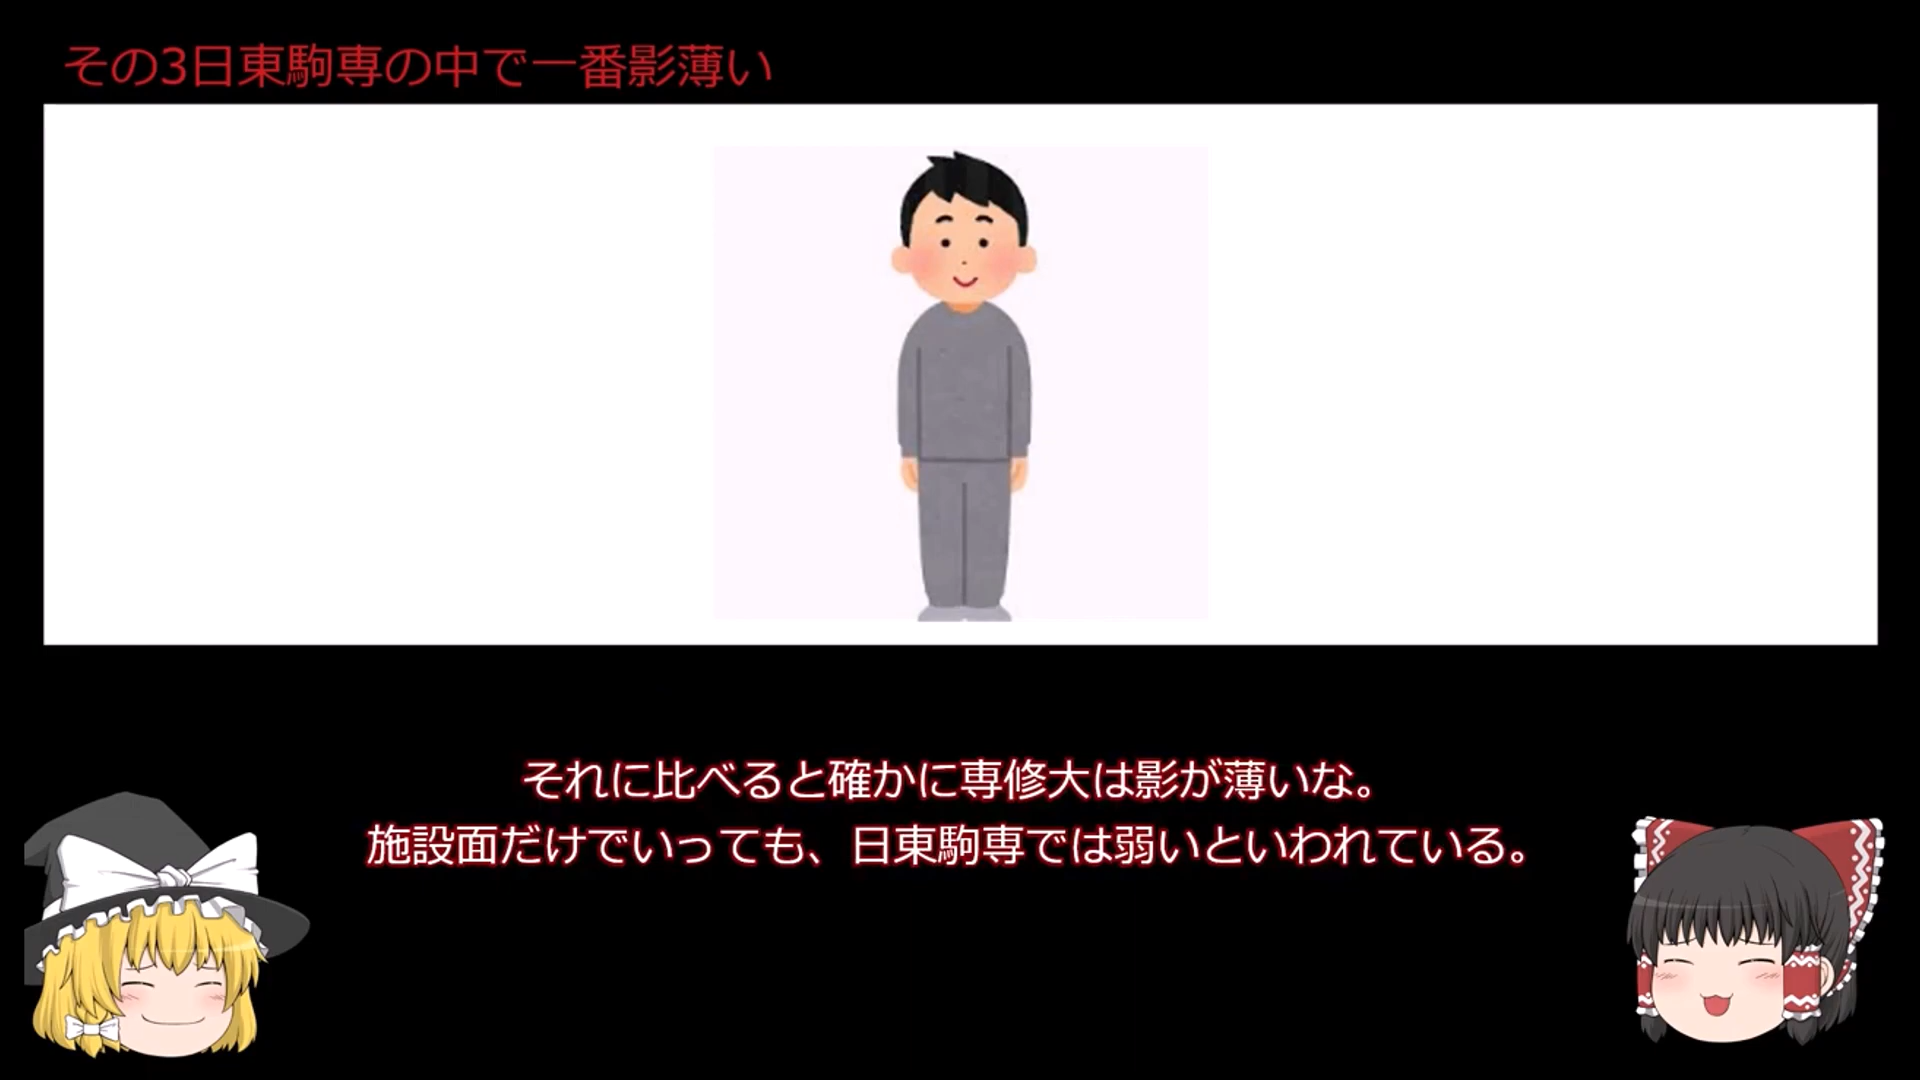 その3日東駒専の中で一番影薄い
それに比べると確かに専修大は影が薄いな。
施設面だけでいっても、日東駒専では弱いといわれている。